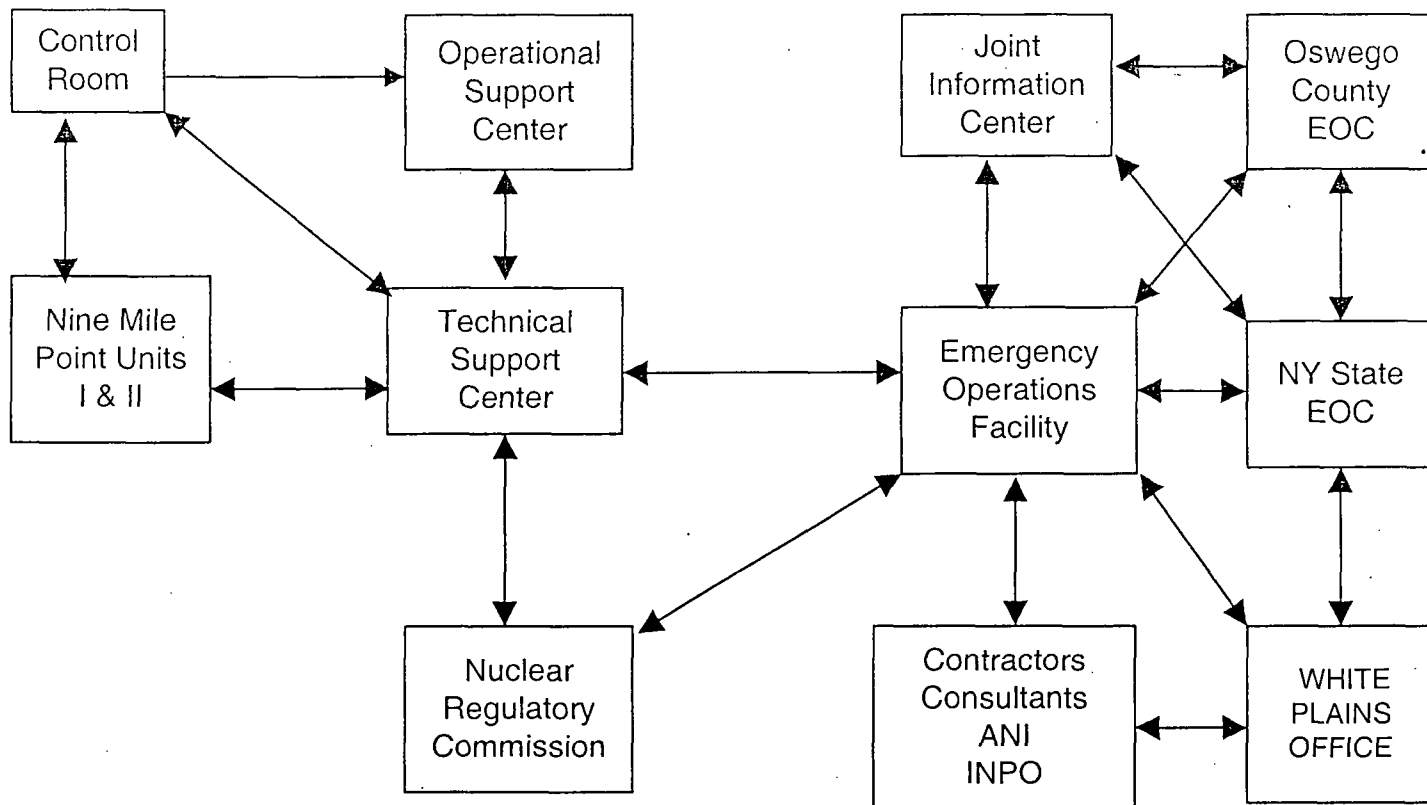 Control
Room
Operational
Support
Center
Joint
Information
Center
Oswego
County
EOC
Nine Mile
Point Units
I & II
Technical
Support
Center
Emergency
Operations
Facility
NY State
EOC
Nuclear
Regulatory
Commission
Contractors
Consultants
ANI
INPO
WHITE
PLAINS
OFFICE